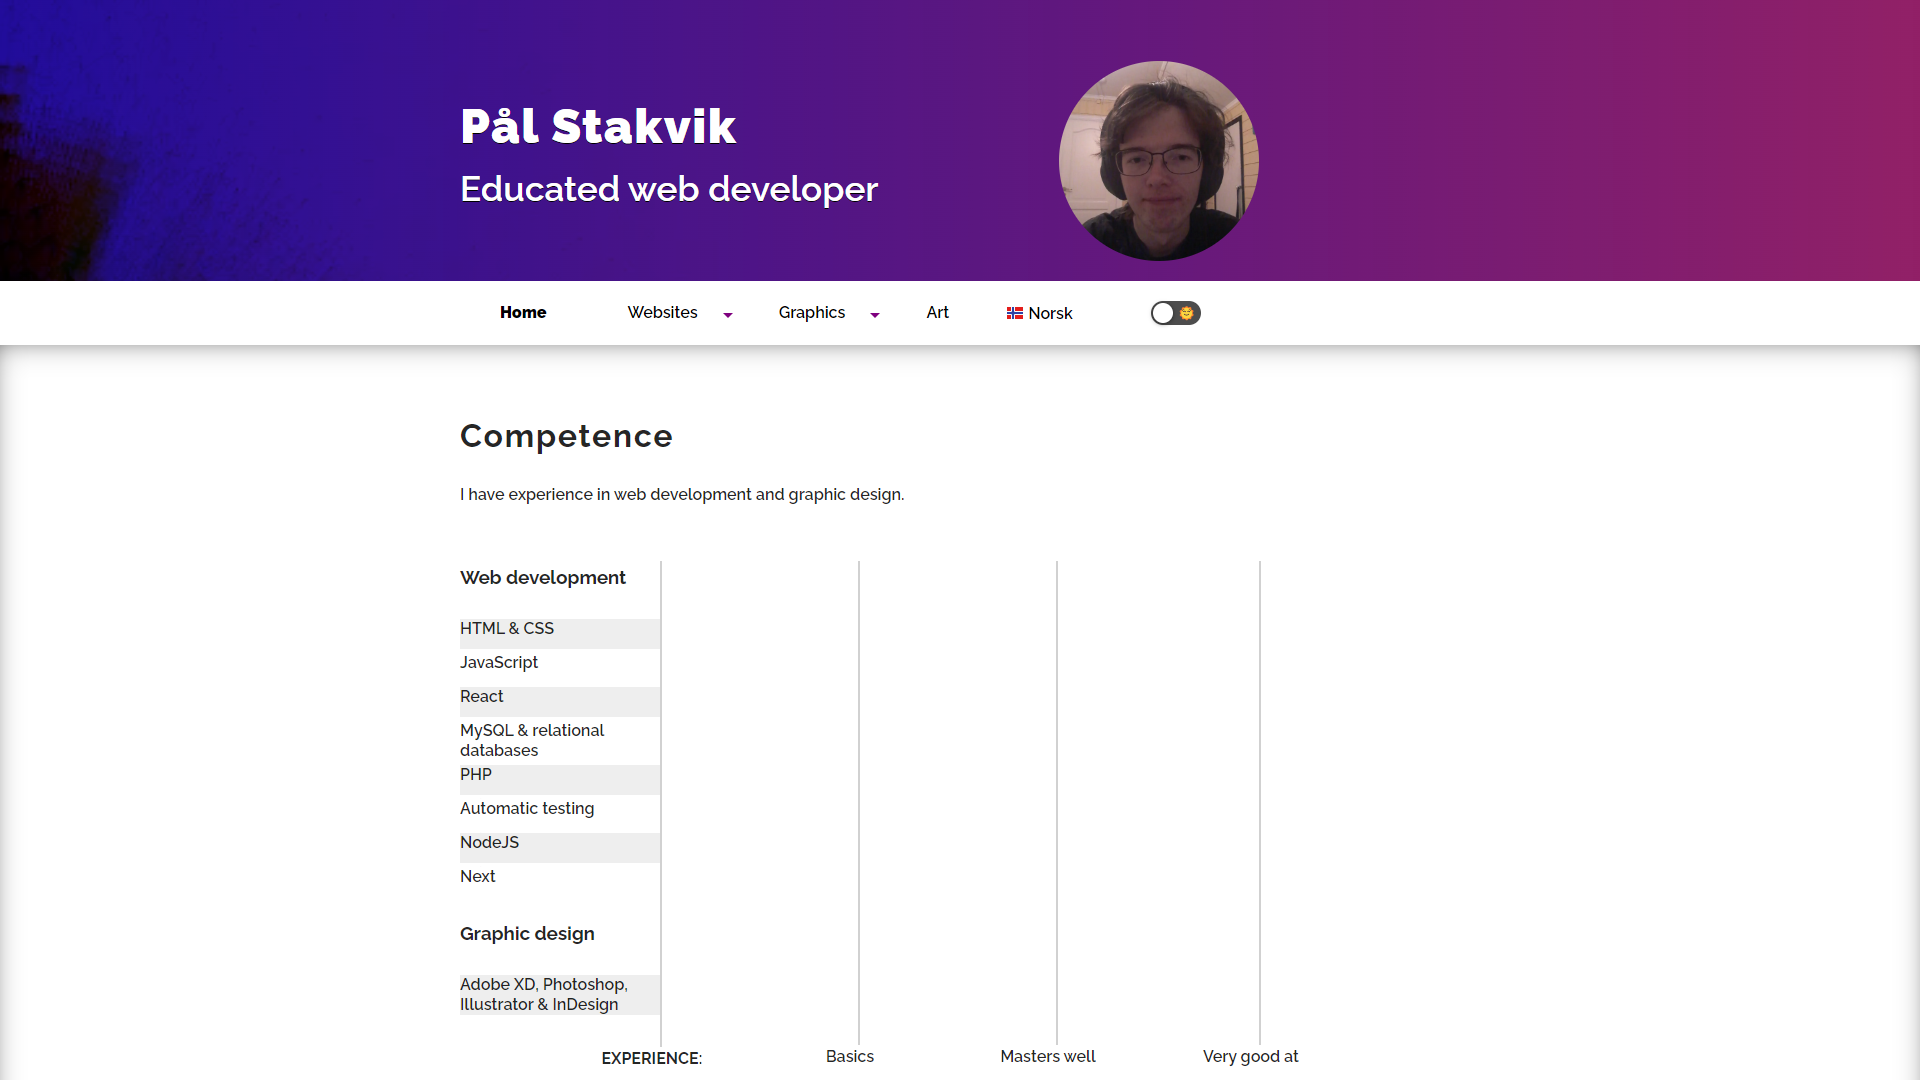 Pål Stakvik
Educated web developer
Home Websites Graphics Art Norsk
Competence
I have experience in web development and graphic design.
Web development
HTML & CSS
JavaScript
React
MySQL & relational
databases
PHP
Automatic testing
NodeJS
Next
Graphic design
Adobe XD, Photoshop,
Illustrator & InDesign
EXPERIENCE: Basics Masters well Very good at